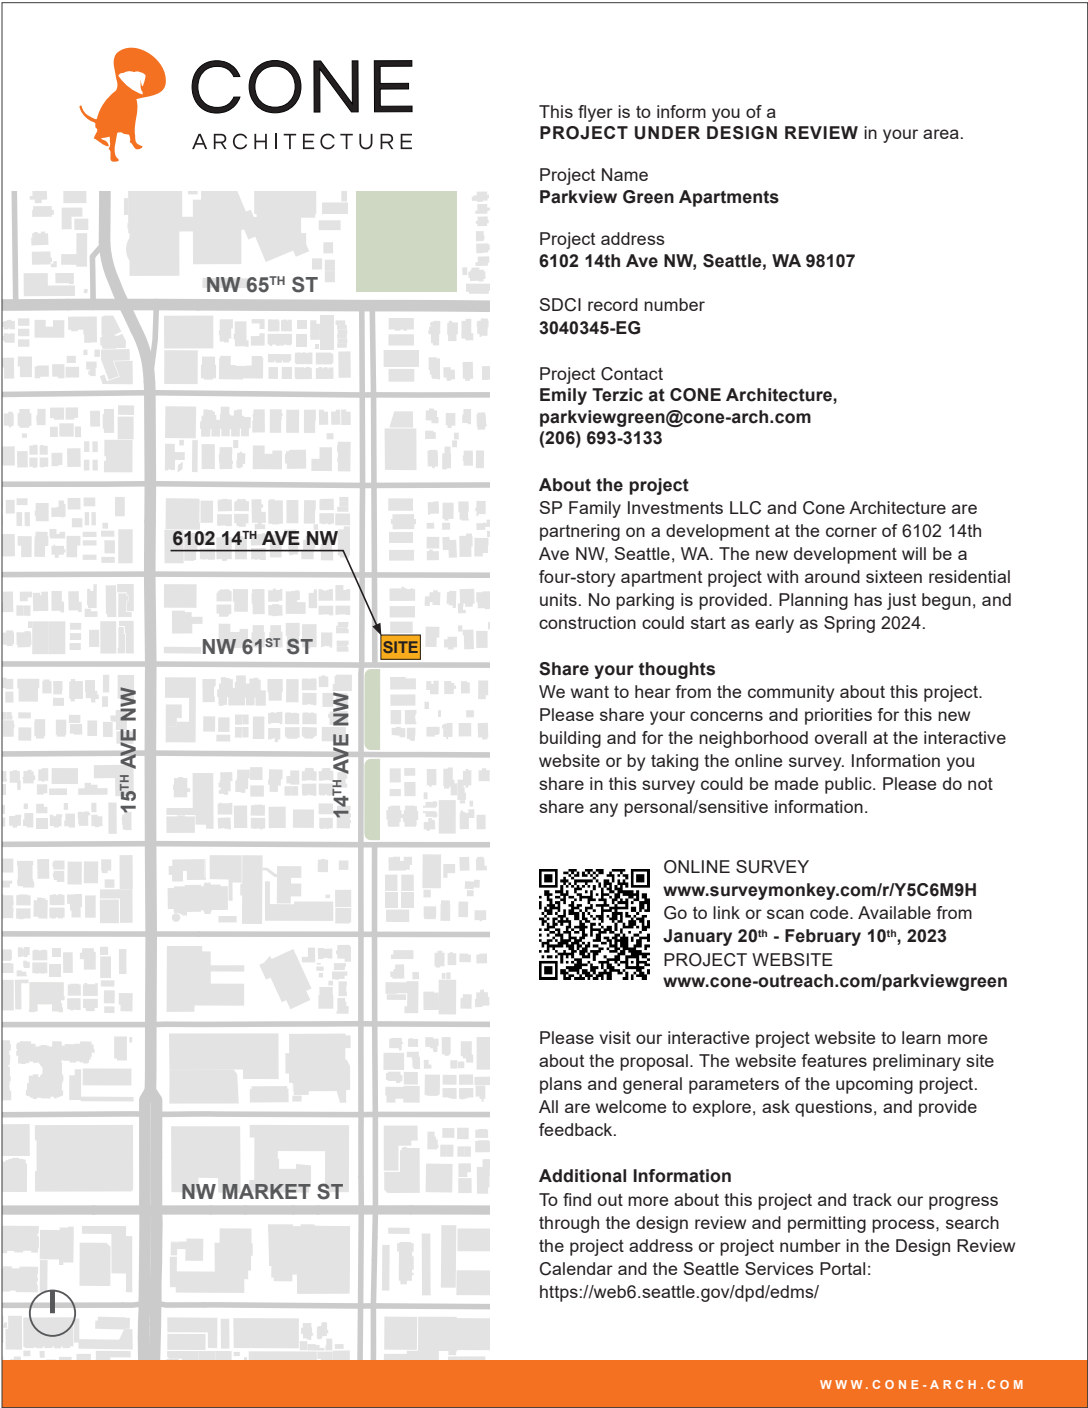 CONE
ARCHITECTURE
NW 65TH ST
6102 14TH AVE NW
NW 61ST ST
SITE
15TH AVE NW
14TH AVE NW
NW MARKET ST
This flyer is to inform you of a
PROJECT UNDER DESIGN REVIEW in your area.
Project Name
Parkview Green Apartments
Project address
6102 14th Ave NW, Seattle, WA 98107
SDCI record number
3040345-EG
Project Contact
Emily Terzic at CONE Architecture,
parkviewgreen@cone-arch.com
(206) 693-3133
About the project
SP Family Investments LLC and Cone Architecture are
partnering on a development at the corner of 6102 14th
Ave NW, Seattle, WA. The new development will be a
four-story apartment project with around sixteen residential
units. No parking is provided. Planning has just begun, and
construction could start as early as Spring 2024.
Share your thoughts
We want to hear from the community about this project.
Please share your concerns and priorities for this new
building and for the neighborhood overall at the interactive
website or by taking the online survey. Information you
share in this survey could be made public. Please do not
share any personal/sensitive information.
ONLINE SURVEY
www.surveymonkey.com/r/Y5C6M9H
Go to link or scan code. Available from
January 20th - February 10th, 2023
PROJECT WEBSITE
www.cone-outreach.com/parkviewgreen
Please visit our interactive project website to learn more
about the proposal. The website features preliminary site
plans and general parameters of the upcoming project.
All are welcome to explore, ask questions, and provide
feedback.
Additional Information
To find out more about this project and track our progress
through the design review and permitting process, search
the project address or project number in the Design Review
Calendar and the Seattle Services Portal:
https://web6.seattle.gov/dpd/edms/
WWW.CONE-ARCH.COM